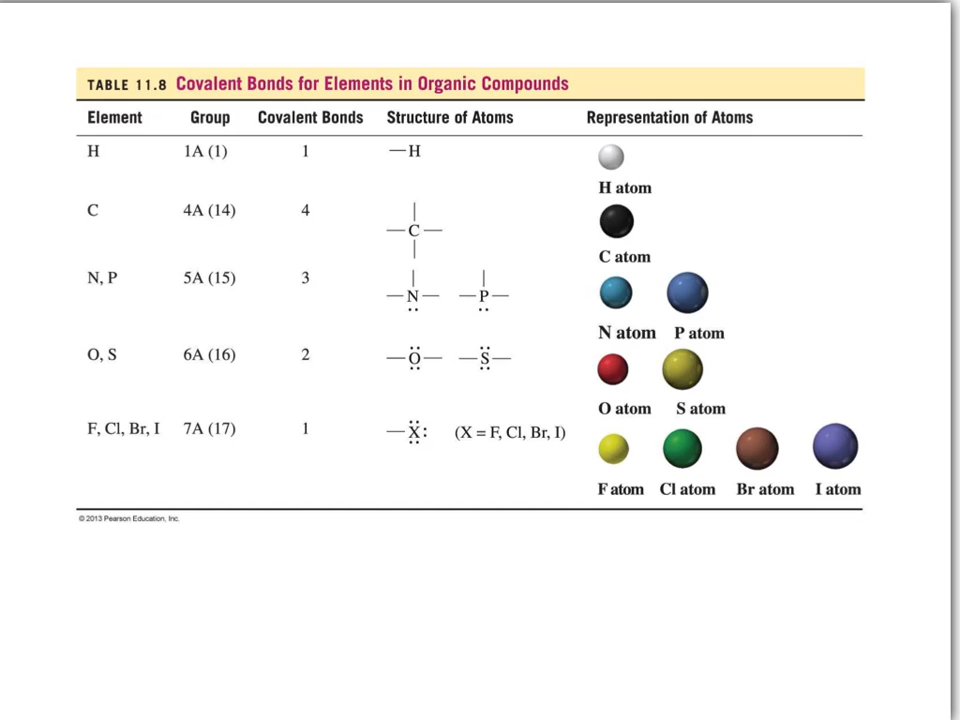 TABLE 11.8 Covalent Bonds for Elements in Organic Compounds
Element Group Covalent Bonds Structure of Atoms Representation of Atoms
H 1A (1) 1 —H
H atom
C 4A (14) 4 —C—
C atom
N, P 5A (15) 3 —N— —P—
N atom P atom
O, S 6A (16) 2 —O— —S—
O atom S atom
F, Cl, Br, I 7A (17) 1 —X: (X = F, Cl, Br, I)
F atom Cl atom Br atom I atom
© 2013 Pearson Education, Inc.